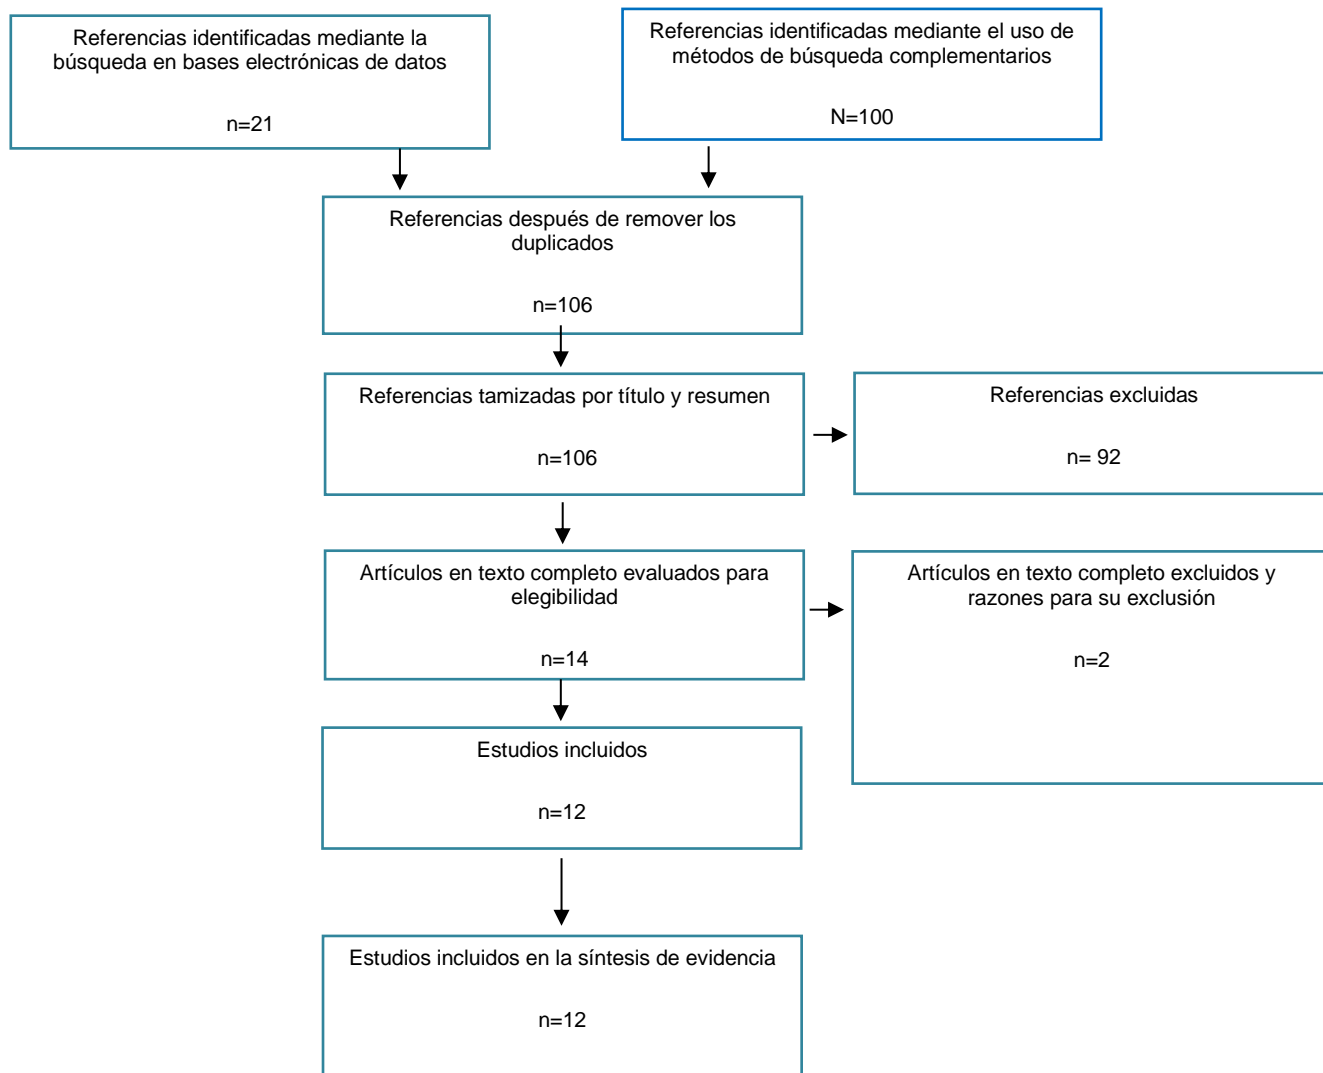 Referencias identificadas mediante la
búsqueda en bases electrónicas de datos
n=21
Referencias identificadas mediante el uso de
métodos de búsqueda complementarios
N=100
Referencias después de remover los
duplicados
n=106
Referencias tamizadas por título y resumen
n=106
Referencias excluidas
n= 92
Artículos en texto completo evaluados para
elegibilidad
n=14
Artículos en texto completo excluidos y
razones para su exclusión
n=2
Estudios incluidos
n=12
Estudios incluidos en la síntesis de evidencia
n=12